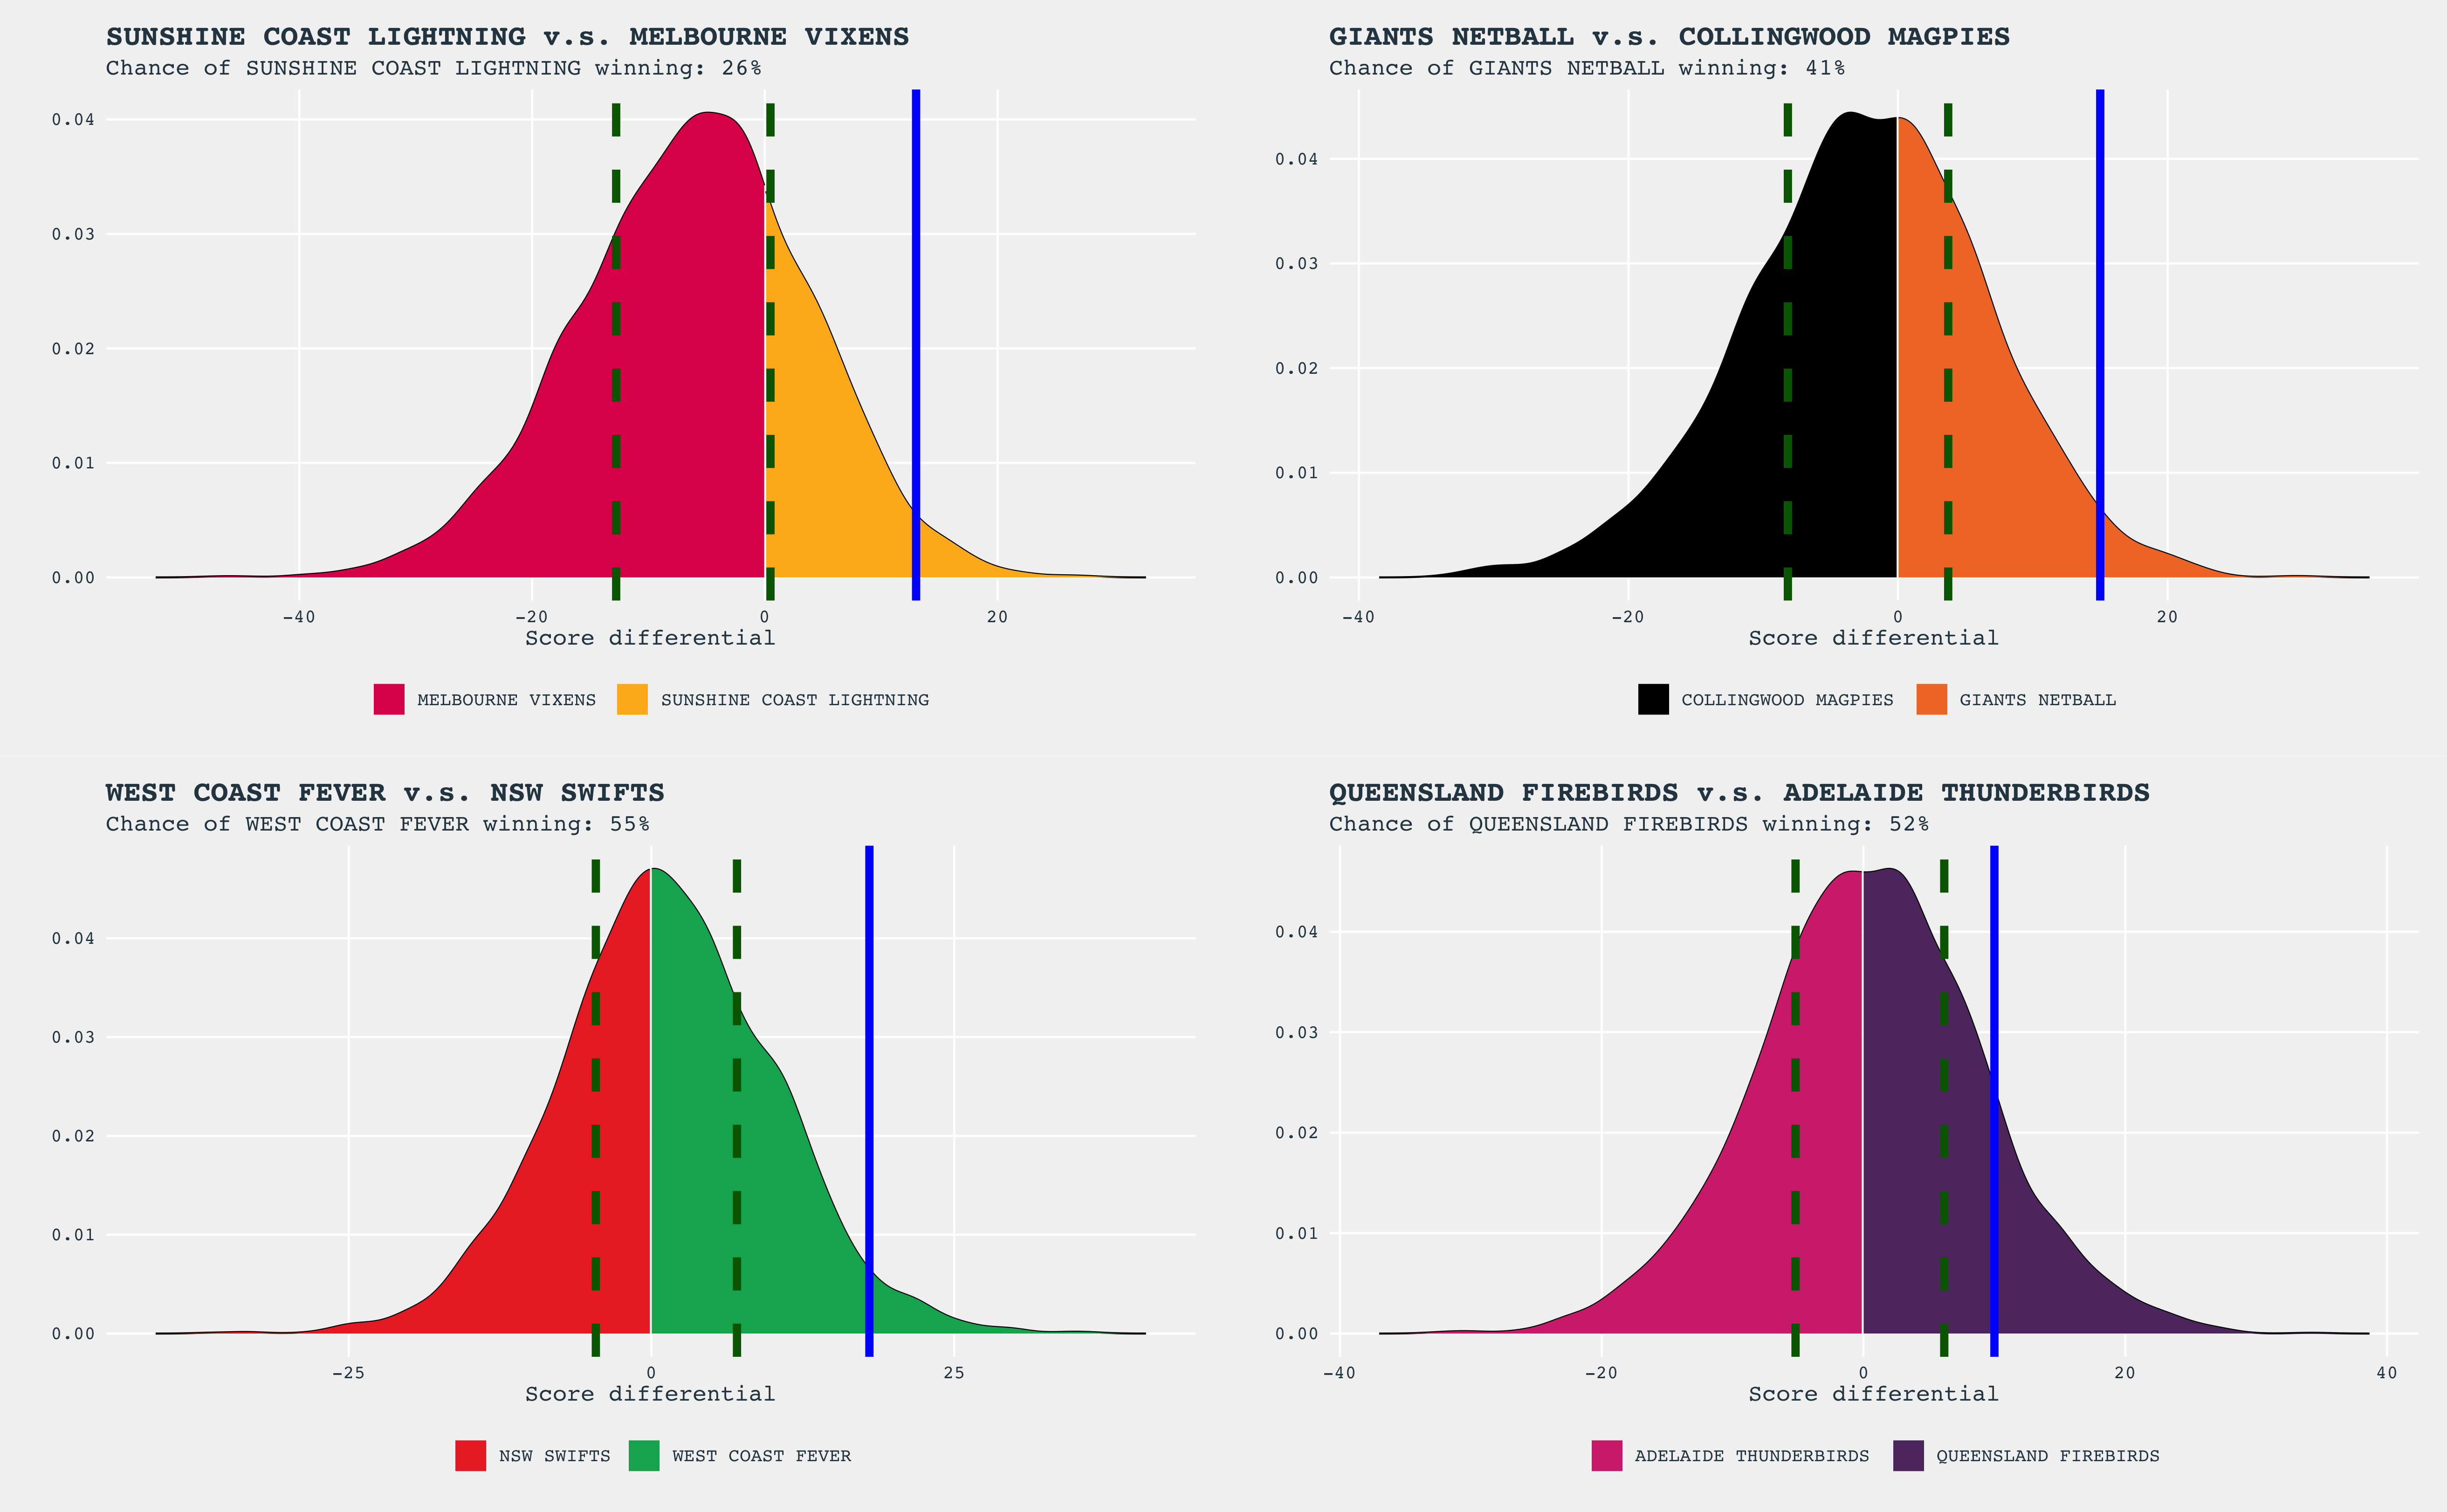 SUNSHINE COAST LIGHTNING v.s. MELBOURNE VIXENS
Chance of SUNSHINE COAST LIGHTNING winning: 26%
0.04
0.03
0.02
0.01
0.00
-40 -20 0 20
Score differential
MELBOURNE VIXENS SUNSHINE COAST LIGHTNING
GIANTS NETBALL v.s. COLLINGWOOD MAGPIES
Chance of GIANTS NETBALL winning: 41%
0.04
0.03
0.02
0.01
0.00
-40 -20 0 20
Score differential
COLLINGWOOD MAGPIES GIANTS NETBALL
WEST COAST FEVER v.s. NSW SWIFTS
Chance of WEST COAST FEVER winning: 55%
0.04
0.03
0.02
0.01
0.00
-25 0 25
Score differential
NSW SWIFTS WEST COAST FEVER
QUEENSLAND FIREBIRDS v.s. ADELAIDE THUNDERBIRDS
Chance of QUEENSLAND FIREBIRDS winning: 52%
0.04
0.03
0.02
0.01
0.00
-40 -20 0 20 40
Score differential
ADELAIDE THUNDERBIRDS QUEENSLAND FIREBIRDS